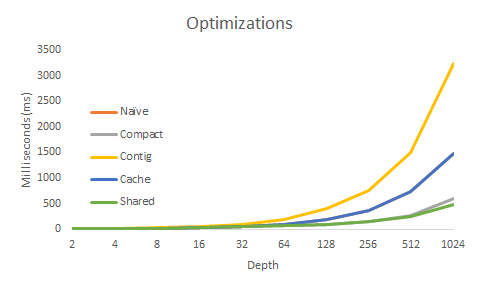 Optimizations
3500
3000
2500
2000
1500
1000
500
0
Milliseconds (ms)
Naïve
Compact
Contig
Cache
Shared
2 4 8 16 32 64 128 256 512 1024
Depth